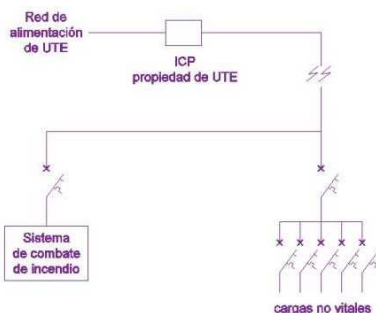 Red de
alimentación
de UTE
ICP
propiedad de UTE
Sistema
de combate
de incendio
cargas no vitales